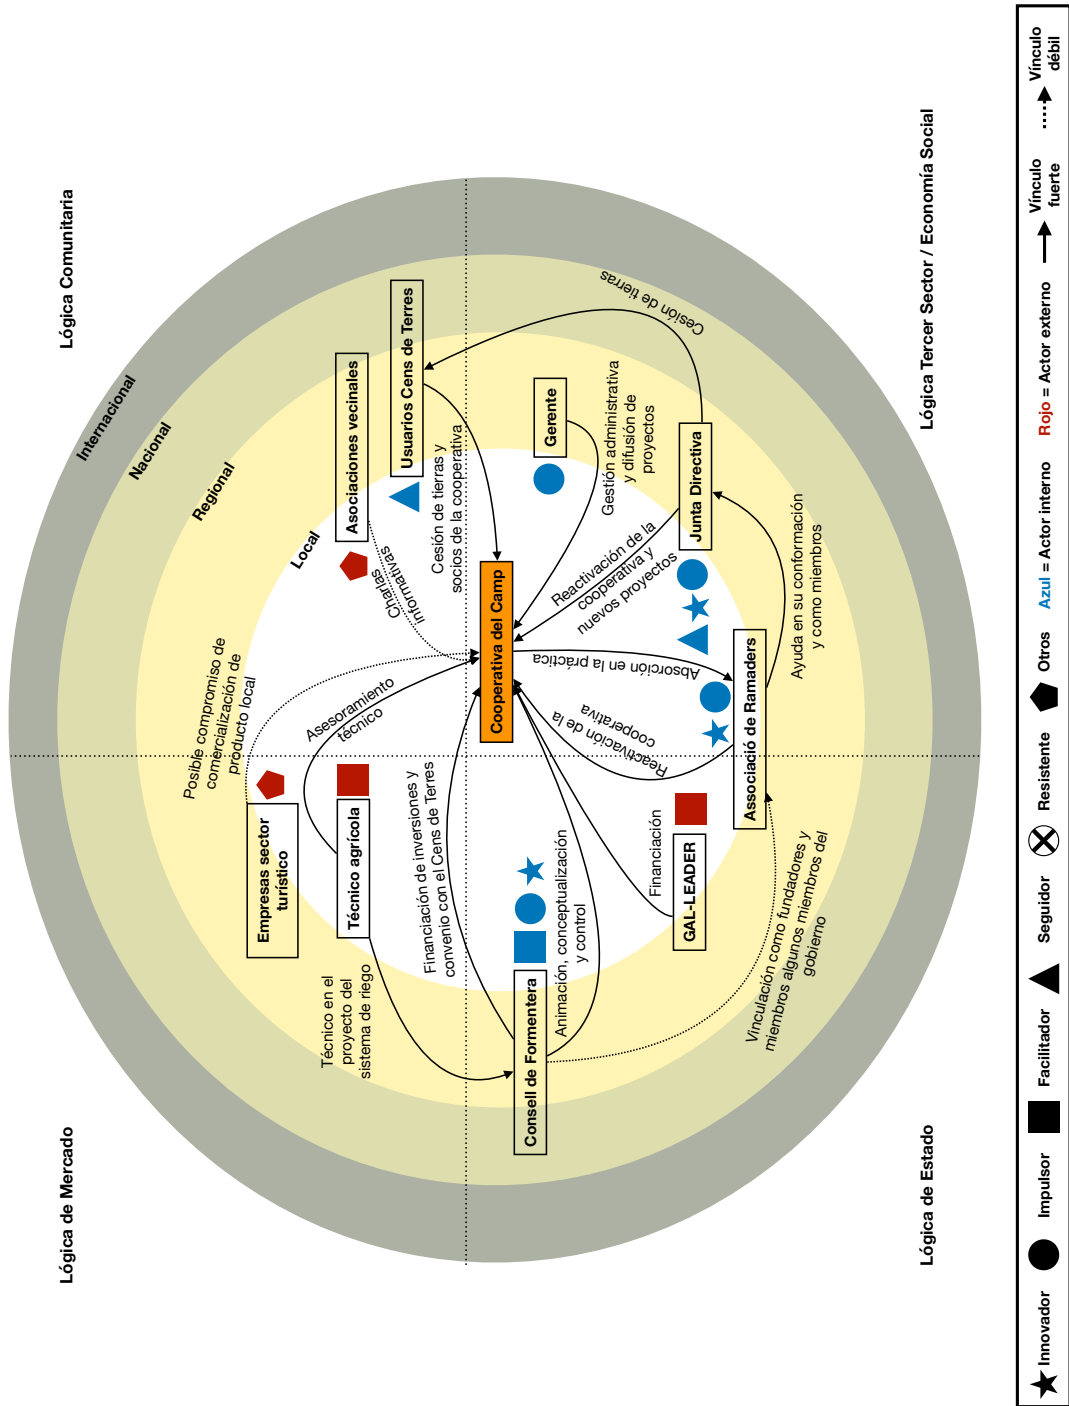 Lógica de Mercado
Lógica Comunitaria
Internacional
Nacional
Regional
Local
Posible compromiso de
comercialización de
producto local
Empresas sector
turístico
Asociaciones vecinales
Charlas
Informativas
Usuarios Cens de Terres
Asesoramiento
técnico
Técnico agrícola
Técnico en el
proyecto del
sistema de riego
Financiación de inversiones y
convenio con el Cens de Terres
Cesión de tierras y
socios de la cooperativa
Cooperativa del Camp
Consell de Formentera
Animación, conceptualización
y control
Gerente
Gestión administrativa
y difusión de
proyectos
Cesión de tierras
Reactivación de la
cooperativa y
nuevos proyectos
Absorción en la práctica
Reactivación de la
cooperativa
Financiación
GAL-LEADER
Junta Directiva
Associació de Ramaders
Ayuda en su conformación
y como miembros
Vinculación como fundadores y
miembros algunos miembros del
gobierno
Lógica de Estado
Lógica Tercer Sector / Economía Social
Innovador
Impulsor
Facilitador
Seguidor
Resistente
Otros
Azul = Actor interno
Rojo = Actor externo
Vínculo
fuerte
Vínculo
débil